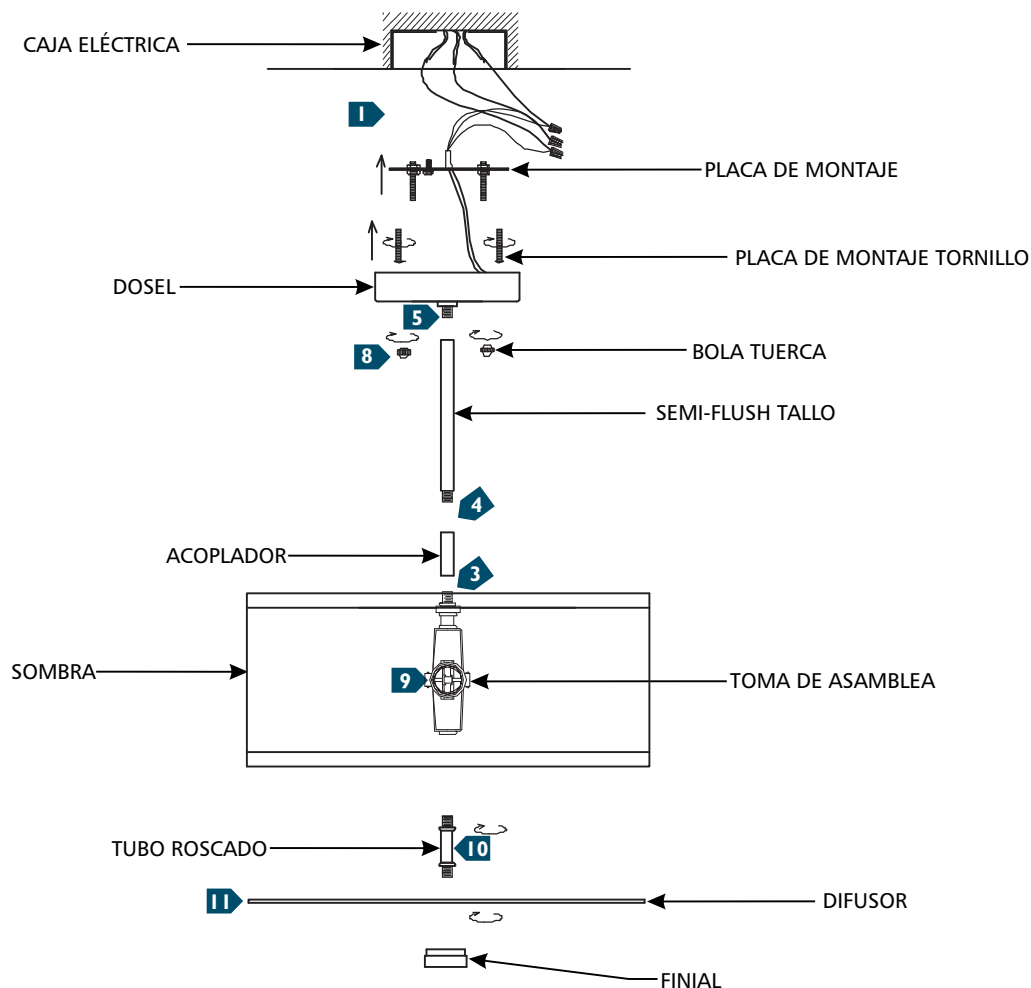 CAJA ELÉCTRICA
1
PLACA DE MONTAJE
PLACA DE MONTAJE TORNILLO
DOSEL
5
8
BOLA TUERCA
SEMI-FLUSH TALLO
4
ACOPLADOR
3
SOMBRA
9
TOMA DE ASAMBLEA
TUBO ROSCADO
10
11
DIFUSOR
FINIAL